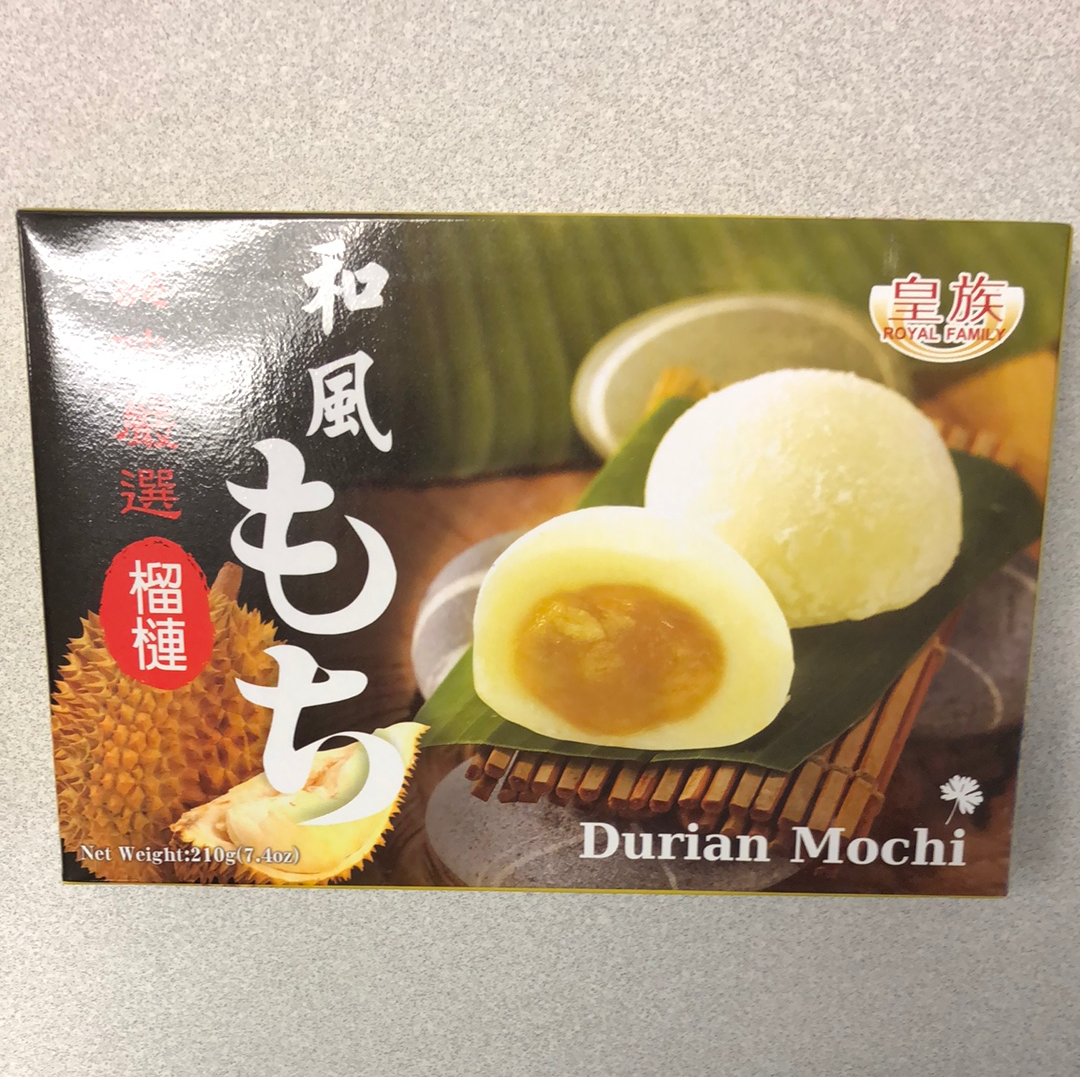 和風もち
嚴選
榴槤
皇族
ROYAL FAMILY
Durian Mochi
Net Weight:210g(7.4oz)